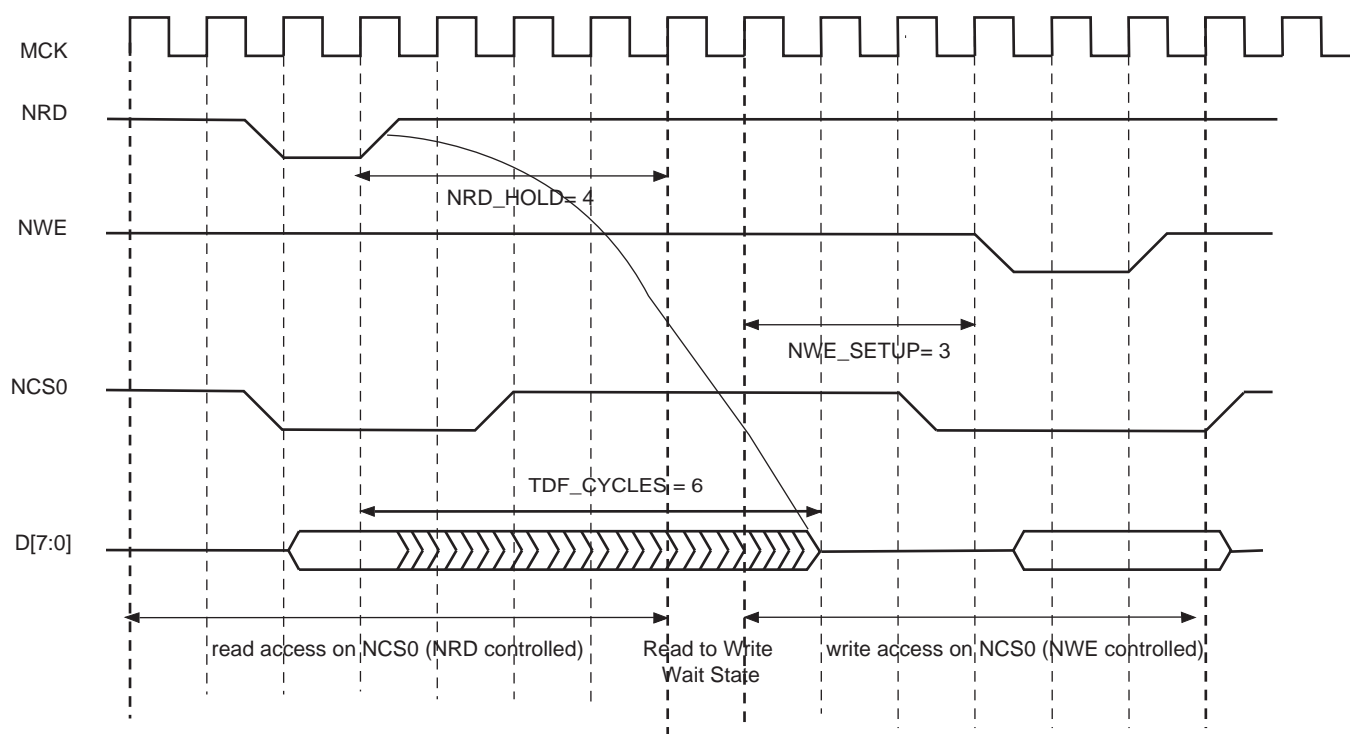 MCK
NRD
NRD_HOLD= 4
NWE
NWE_SETUP= 3
NCS0
TDF_CYCLES = 6
D[7:0]
read access on NCS0 (NRD controlled)
Read to Write
Wait State
write access on NCS0 (NWE controlled)